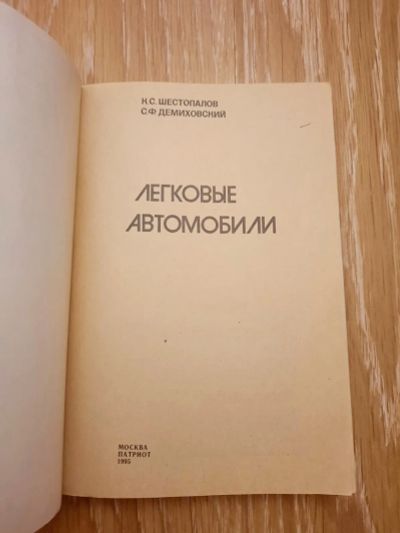 К.С. ШЕСТОПАЛОВ
С.Ф. ДЕМИХОВСКИЙ
ЛЕГКОВЫЕ
АВТОМОБИЛИ
МОСКВА
ПАТРИОТ
1995